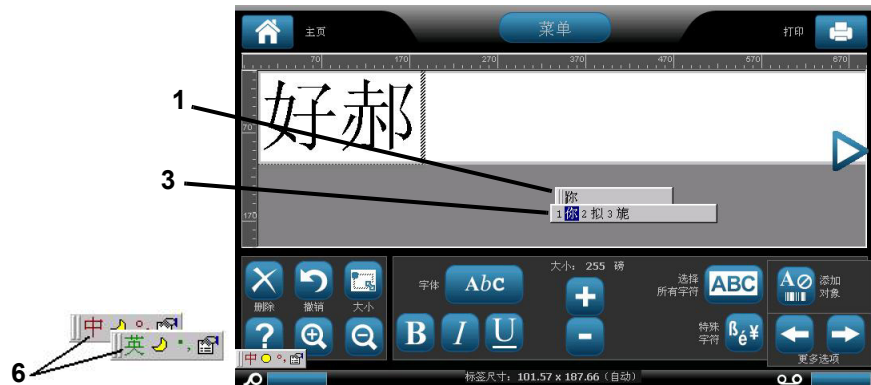 主页
菜单
打印
70 170 270 370 470 570 670
好郝
1
70
3
你
1你2拟3旎
170
删除
撤销
大小
字体
AbC
大小: 255 磅
选择
所有字符
ABC
A
添加
对象
?
B I U
特殊
字符
ßé¥
更多选项
中
英
6
中
标签尺寸: 101.57 x 187.66 (自动)